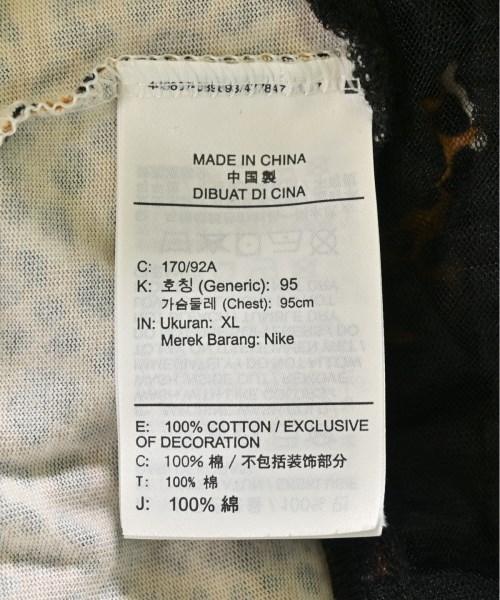 MADE IN CHINA
中国製
DIBUAT DI CINA
C: 170/92A
K: 호칭 (Generic): 95
가슴둘레 (Chest): 95cm
IN: Ukuran: XL
Merek Barang: Nike
E: 100% COTTON / EXCLUSIVE
OF DECORATION
C: 100% 棉 / 不包括装饰部分
T: 100% 棉
J: 100% 綿